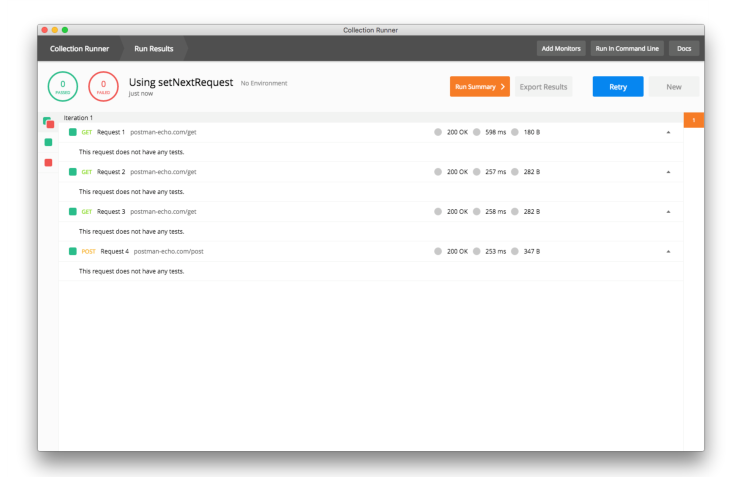 Collection Runner
Collection Runner Run Results Add Monitors Run In Command Line Docs
0 PASSED 0 FAILED Using setNextRequest No Environment Run Summary Export Results Retry New
just now
Iteration 1 1
GET Request 1 postman-echo.com/get 200 OK 598 ms 180 B
This request does not have any tests.
GET Request 2 postman-echo.com/get 200 OK 257 ms 282 B
This request does not have any tests.
GET Request 3 postman-echo.com/get 200 OK 258 ms 282 B
This request does not have any tests.
POST Request 4 postman-echo.com/post 200 OK 253 ms 347 B
This request does not have any tests.